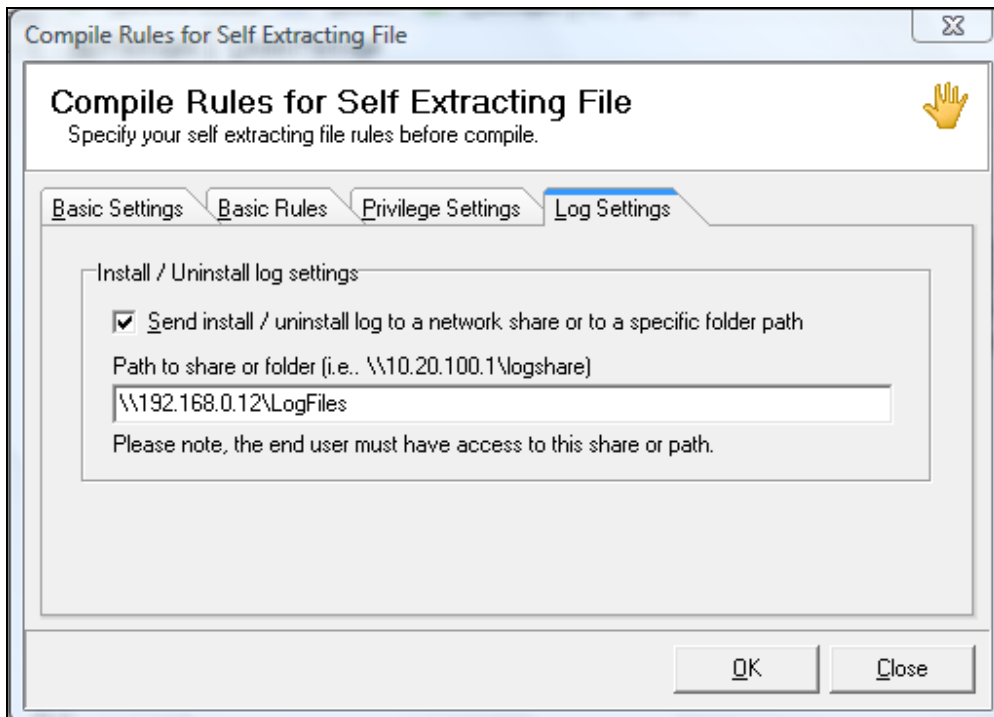 Compile Rules for Self Extracting File
Compile Rules for Self Extracting File
Specify your self extracting file rules before compile.
Basic Settings Basic Rules Privilege Settings Log Settings
Install / Uninstall log settings
Send install / uninstall log to a network share or to a specific folder path
Path to share or folder (i.e.. \\10.20.100.1\logshare)
\\192.168.0.12\LogFiles
Please note, the end user must have access to this share or path.
OK Close